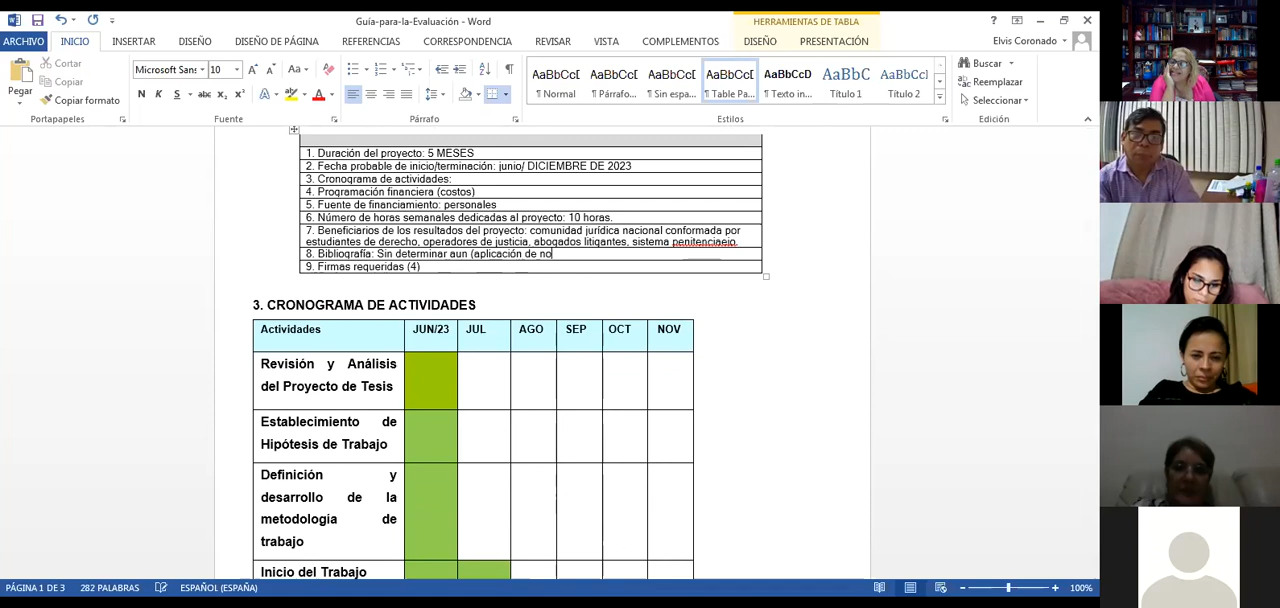 Guía-para-la-Evaluación - Word
HERRAMIENTAS DE TABLA
ARCHIVO INICIO INSERTAR DISEÑO DISEÑO DE PÁGINA REFERENCIAS CORRESPONDENCIA REVISAR VISTA COMPLEMENTOS DISEÑO PRESENTACIÓN
Elvis Coronado
Pegar
Cortar
Copiar
Copiar formato
Portapapeles
Microsoft Sans 10
Fuente
Párrafo
AaBbCcD AaBbCcD AaBbCcD AaBbCcD AaBbCcD AaBbC AaBbCc
¶ Normal ¶ Párrafo... ¶ Sin espa... ¶ Table Pa... ¶ Texto in... Título 1 Título 2
Estilos
Buscar
Reemplazar
Seleccionar
Edición
1. Duración del proyecto: 5 MESES
2. Fecha probable de inicio/terminación: junio/ DICIEMBRE DE 2023
3. Cronograma de actividades:
4. Programación financiera (costos)
5. Fuente de financiamiento: personales
6. Número de horas semanales dedicadas al proyecto: 10 horas.
7. Beneficiarios de los resultados del proyecto: comunidad jurídica nacional conformada por
estudiantes de derecho, operadores de justicia, abogados litigantes, sistema penitenciaeio.
8. Bibliografía: Sin determinar aun (aplicación de no
9. Firmas requeridas (4)
3. CRONOGRAMA DE ACTIVIDADES
Actividades JUN/23 JUL AGO SEP OCT NOV
Revisión y Análisis
del Proyecto de Tesis
Establecimiento de
Hipótesis de Trabajo
Definición y
desarrollo de la
metodología de
trabajo
Inicio del Trabajo
PÁGINA 1 DE 3 282 PALABRAS ESPAÑOL (ESPAÑA) 100%